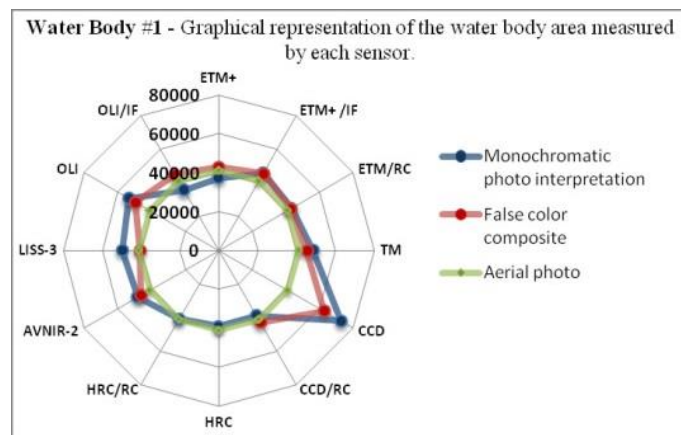 Water Body #1 - Graphical representation of the water body area measured
by each sensor.
ETM+
80000
OLI/IF
ETM+ /IF
60000
OLI
40000
ETM/RC
20000
LISS-3
0
TM
AVNIR-2
CCD
HRC/RC
CCD/RC
HRC
Monochromatic
photo interpretation
False color
composite
Aerial photo